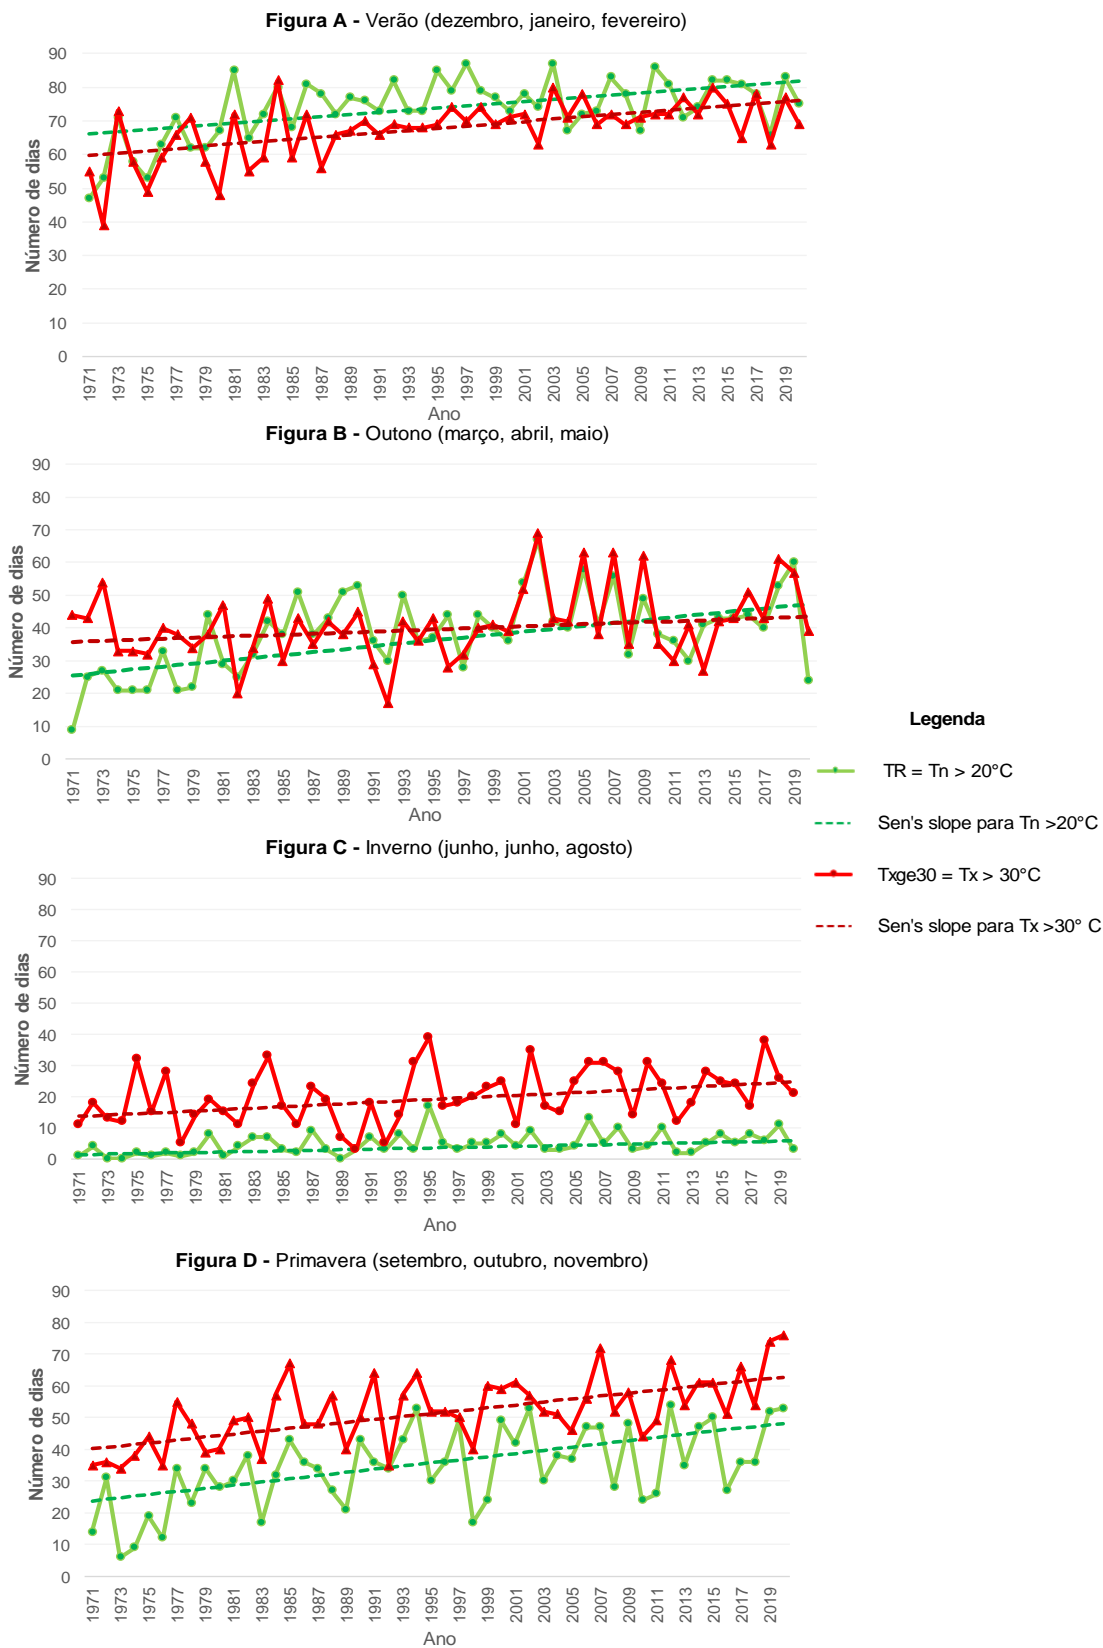 Figura A - Verão (dezembro, janeiro, fevereiro)
90
80
70
60
50
40
30
20
10
0
Número de dias
1971 1973 1975 1977 1979 1981 1983 1985 1987 1989 1991 1993 1995 1997 1999 2001 2003 2005 2007 2009 2011 2013 2015 2017 2019
Ano
Figura B - Outono (março, abril, maio)
90
80
70
60
50
40
30
20
10
0
Número de dias
1971 1973 1975 1977 1979 1981 1983 1985 1987 1989 1991 1993 1995 1997 1999 2001 2003 2005 2007 2009 2011 2013 2015 2017 2019
Ano
Legenda
TR = Tn > 20°C
Sen's slope para Tn >20°C
Txge30 = Tx > 30°C
Sen's slope para Tx >30° C
Figura C - Inverno (junho, junho, agosto)
90
80
70
60
50
40
30
20
10
0
Número de dias
1971 1973 1975 1977 1979 1981 1983 1985 1987 1989 1991 1993 1995 1997 1999 2001 2003 2005 2007 2009 2011 2013 2015 2017 2019
Ano
Figura D - Primavera (setembro, outubro, novembro)
90
80
70
60
50
40
30
20
10
0
Número de dias
1971 1973 1975 1977 1979 1981 1983 1985 1987 1989 1991 1993 1995 1997 1999 2001 2003 2005 2007 2009 2011 2013 2015 2017 2019
Ano